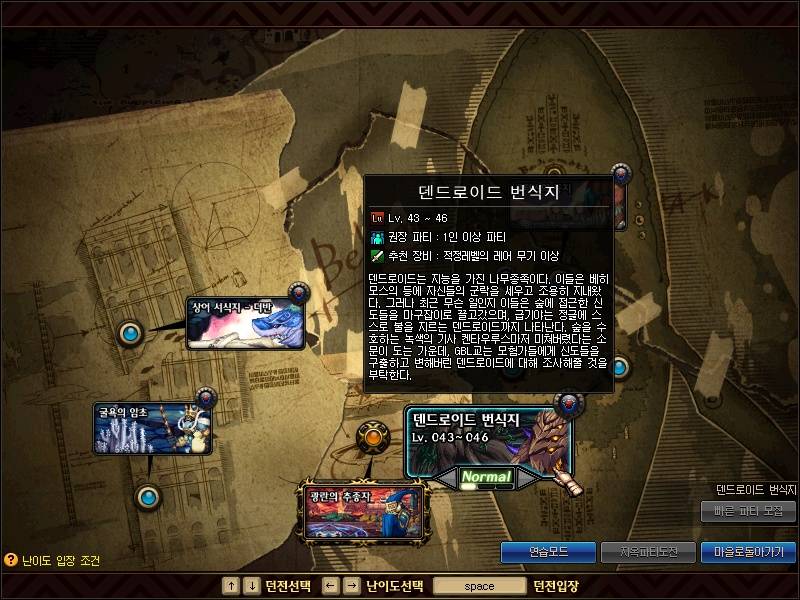 덴드로이드 번식지
Lv. 43 ~ 46
권장 파티 : 1인 이상 파티
추천 장비 : 적정레벨의 레어 무기 이상
덴드로이드는 지능을 가진 나무종족이다. 이들은 베히
모스의 등에 자신들의 군락을 세우고 조용히 지내왔
다. 그러나 최근 무슨 일인지 이들은 숲에 접근한 신
도들을 마구잡이로 끌고갔으며, 급기야는 정글에 스
스로 불을 지르는 덴드로이드까지 나타난다. 숲을 수
호하는 녹색의 기사 켄타우루스마저 미쳐버렸다는 소
문이 도는 가운데, GBL교는 모험가들에게 신도들을
구출하고 변해버린 덴드로이드에 대해 조사해줄 것을
부탁한다.
상어 서식지 - 더반
굴욕의 암초
덴드로이드 번식지
Lv. 043~046
Normal
광란의 추종자
덴드로이드 번식지
빠른 파티 모집
연습모드
지옥파티도전
마을로돌아가기
? 난이도 입장 조건
↑ ↓ 던전선택 ← → 난이도선택 space 던전입장